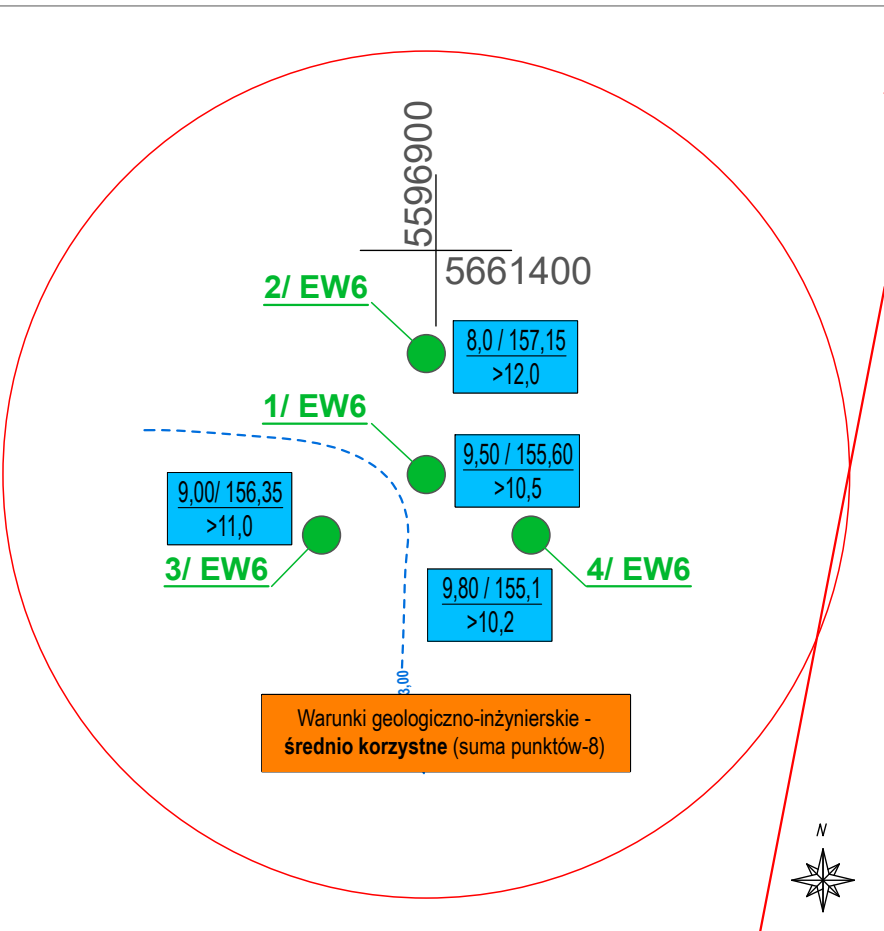 5596900
5661400
2/ EW6
8,0 / 157,15
>12,0
1/ EW6
9,50 / 155,60
>10,5
9,00/ 156,35
>11,0
3/ EW6
4/ EW6
9,80 / 155,1
>10,2
3,00
Warunki geologiczno-inżynierskie -
średnio korzystne (suma punktów-8)
N